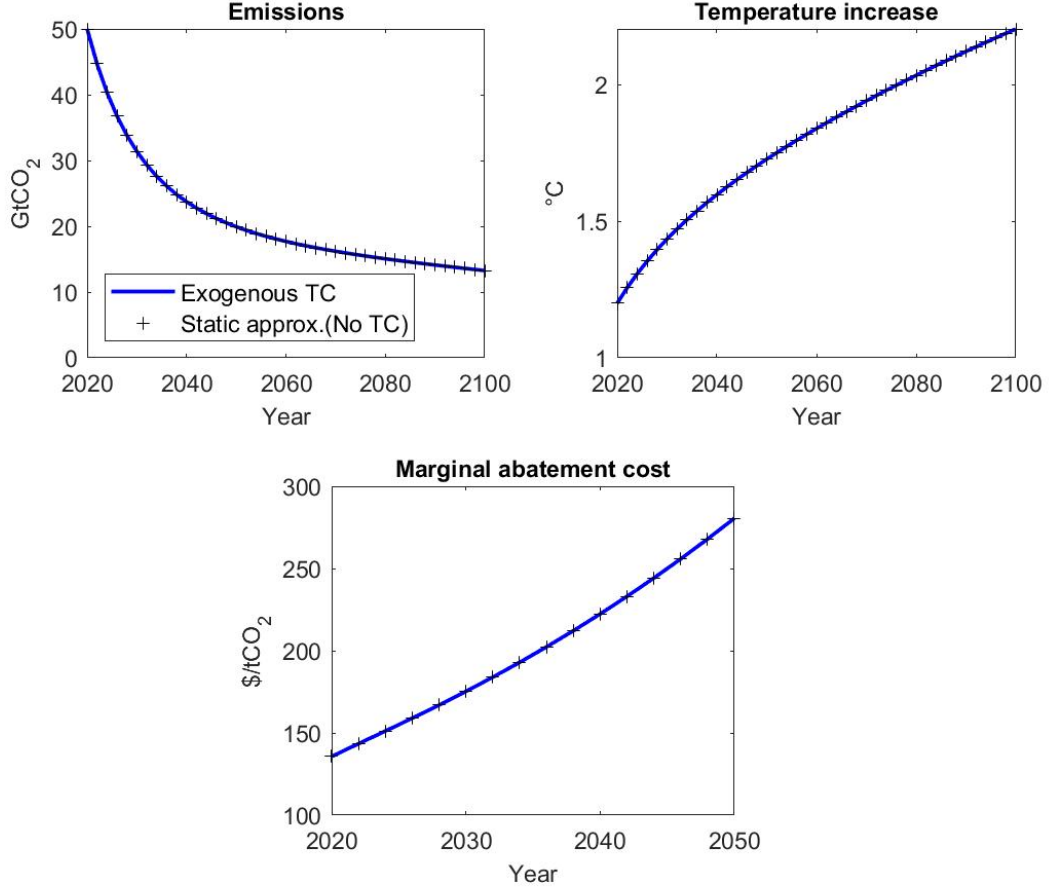 Emissions
50
40
30
20
10
0
GtCO₂
Exogenous TC
Static approx.(No TC)
2020 2040 2060 2080 2100
Year
Temperature increase
2
1.5
1
°C
2020 2040 2060 2080 2100
Year
Marginal abatement cost
300
250
200
150
100
$/tCO₂
2020 2030 2040 2050
Year